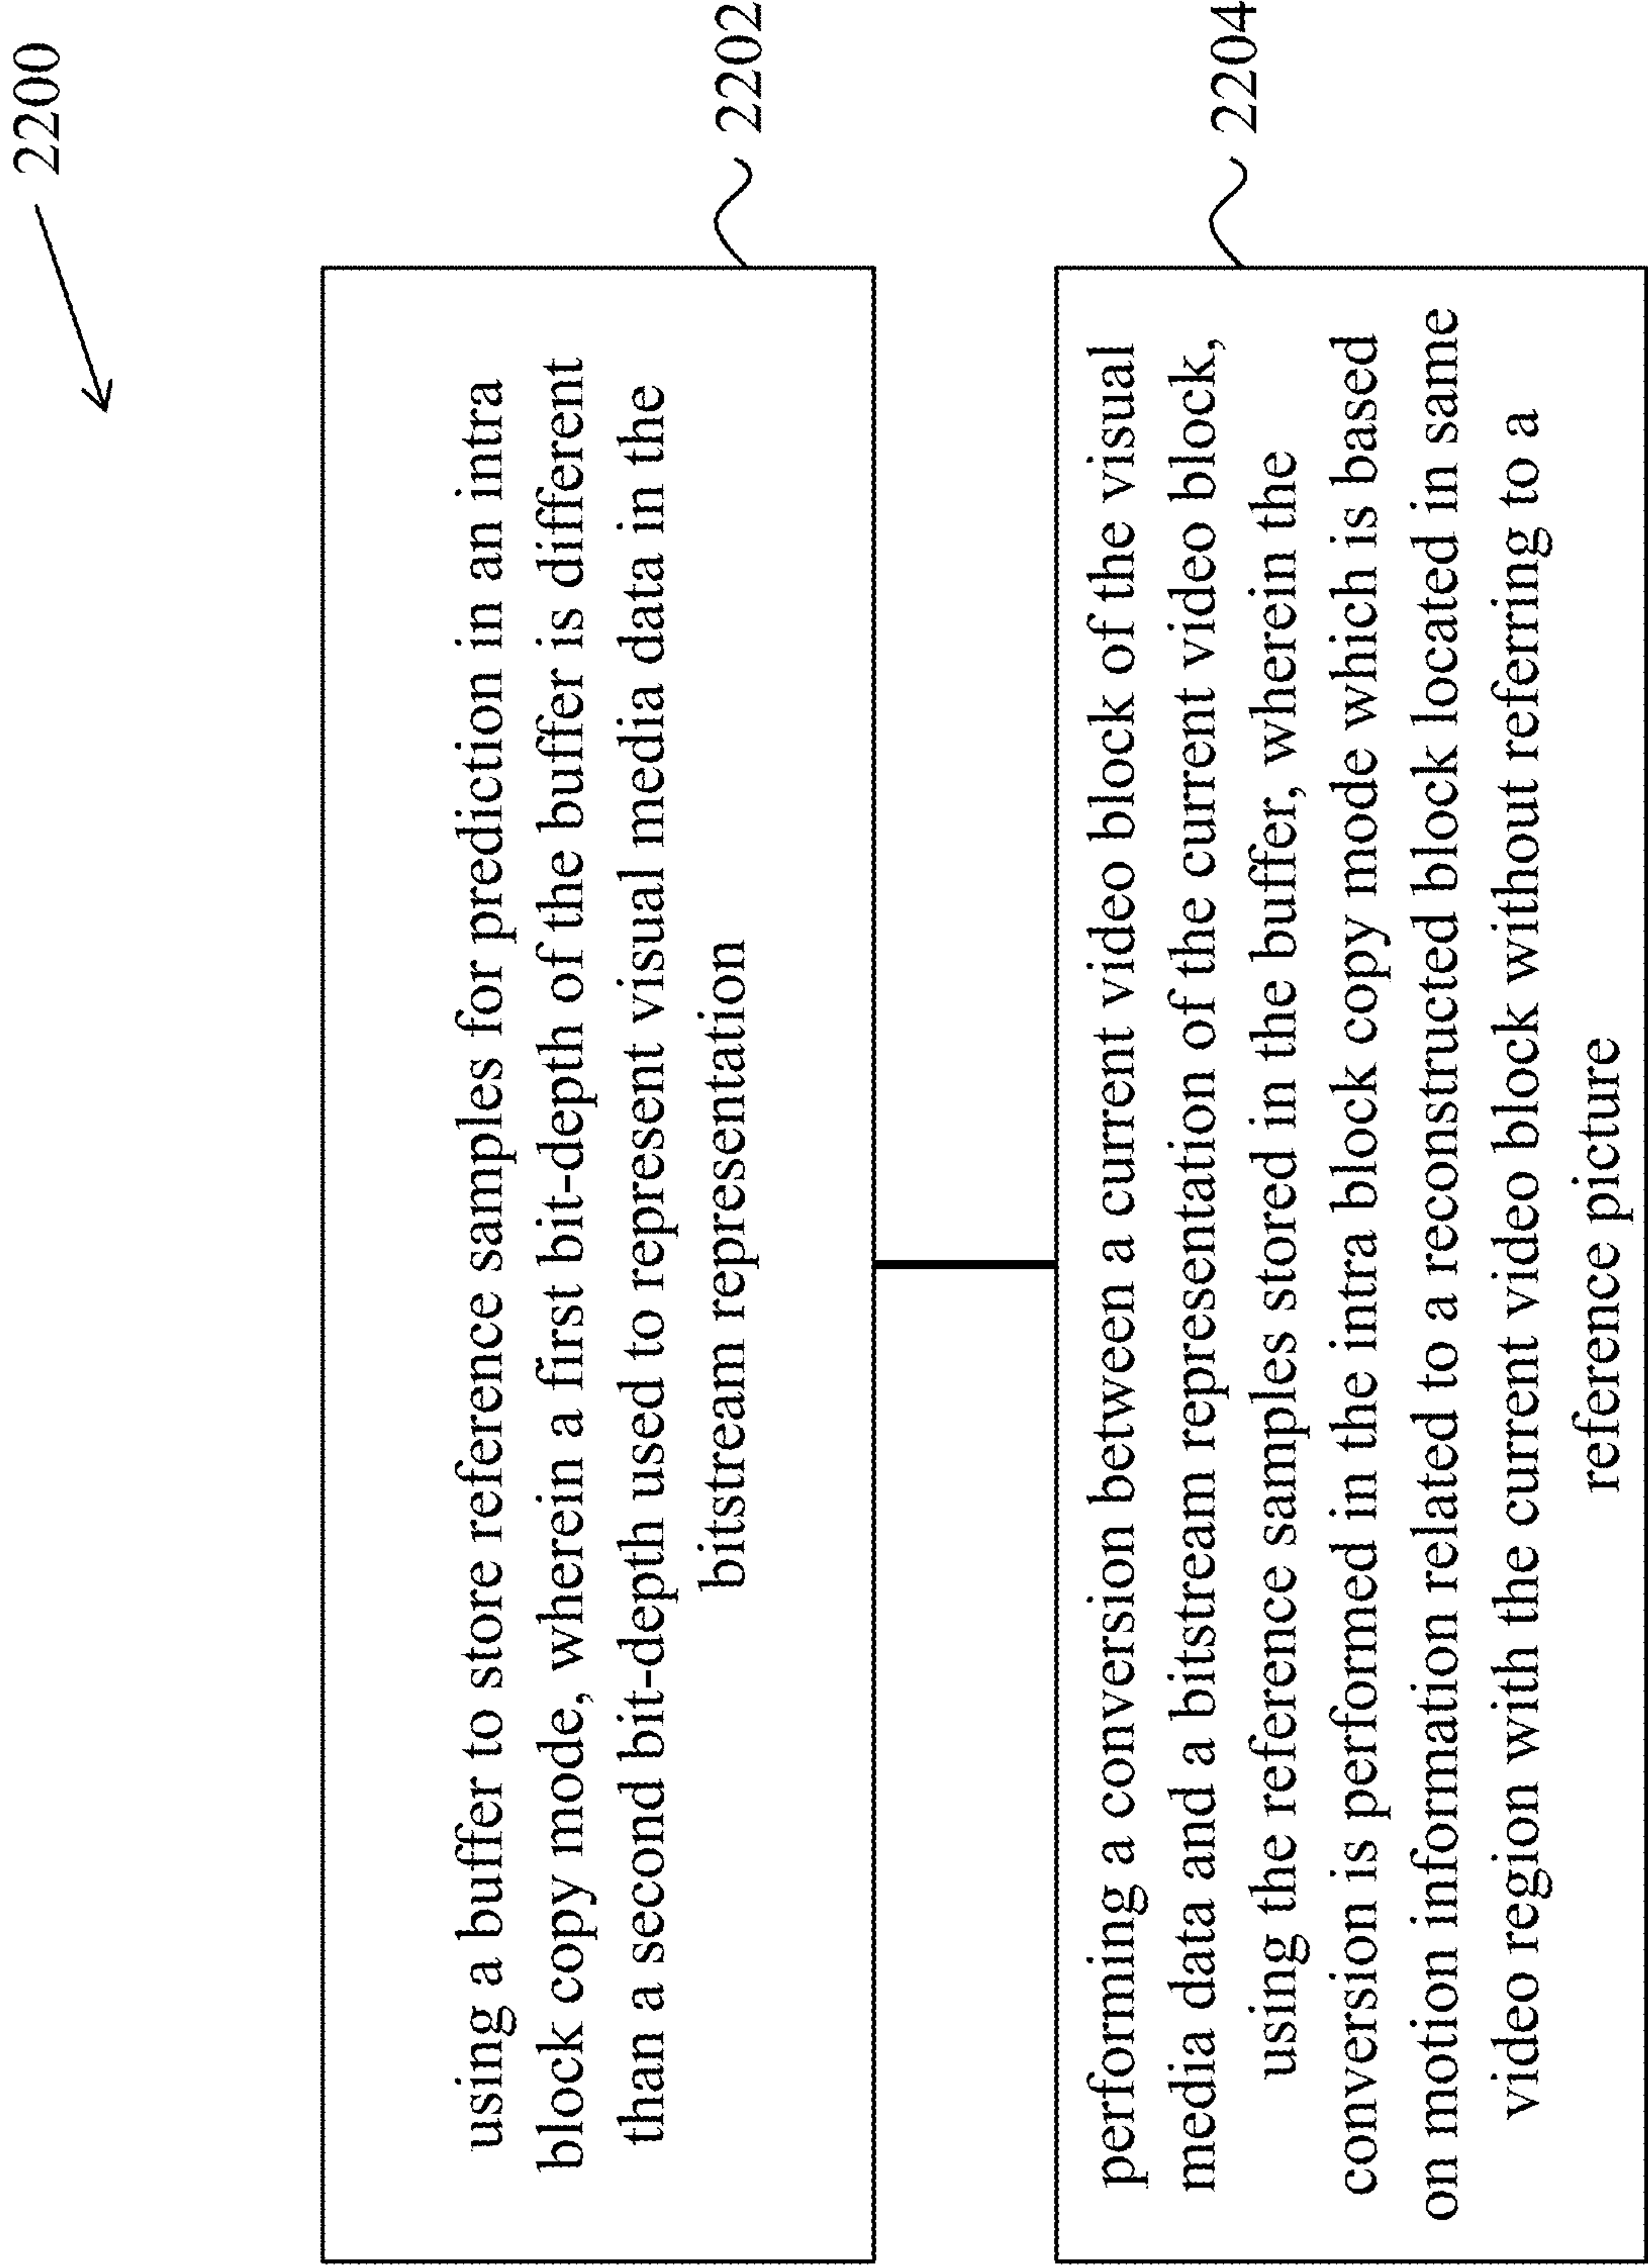 2200
using a buffer to store reference samples for prediction in an intra
block copy mode, wherein a first bit-depth of the buffer is different
than a second bit-depth used to represent visual media data in the
bitstream representation
2202
performing a conversion between a current video block of the visual
media data and a bitstream representation of the current video block,
using the reference samples stored in the buffer, wherein the
conversion is performed in the intra block copy mode which is based
on motion information related to a reconstructed block located in same
video region with the current video block without referring to a
reference picture
2204